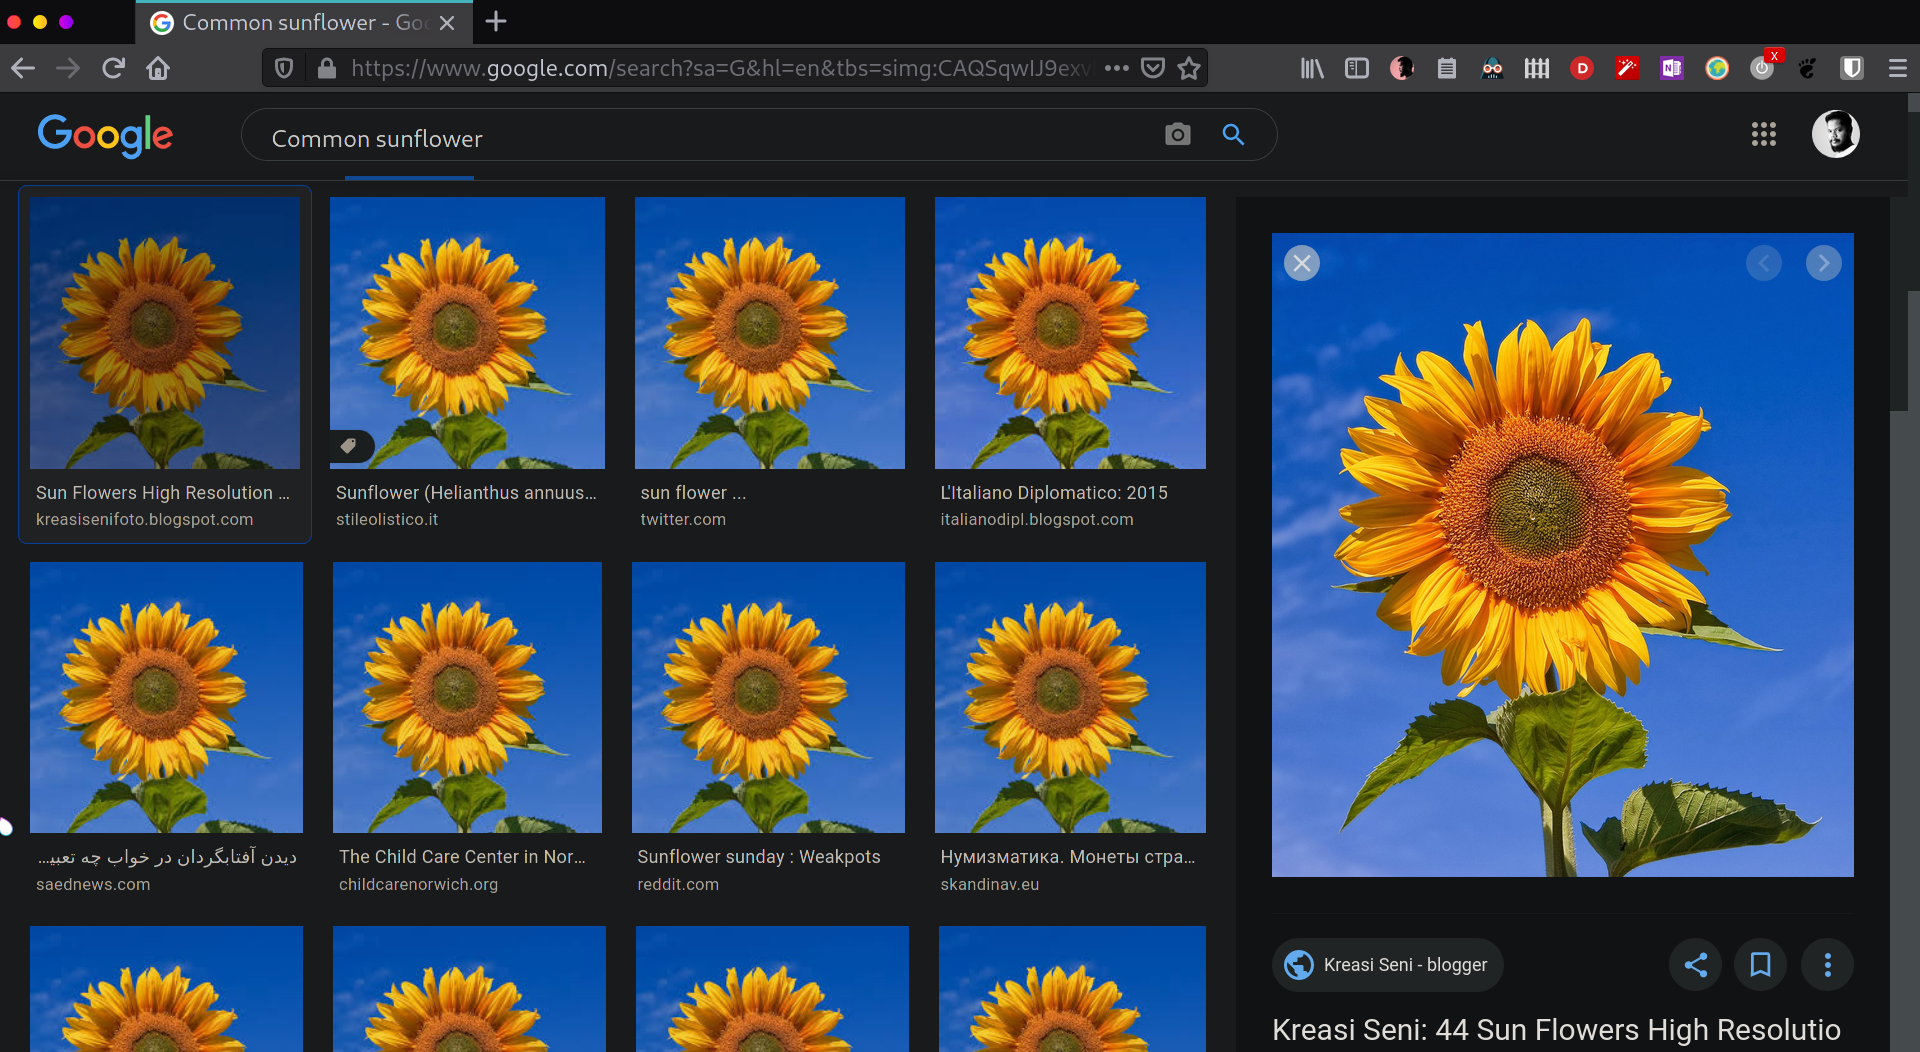 Common sunflower - Goo
https://www.google.com/search?sa=G&hl=en&tbs=simg:CAQSqwIJ9exv
x
Google
Common sunflower
Sun Flowers High Resolution ...
kreasisenifoto.blogspot.com
Sunflower (Helianthus annuus...
stileolistico.it
sun flower ...
twitter.com
L'Italiano Diplomatico: 2015
italianodipl.blogspot.com
دیدن آفتابگردان در خواب چه تعبی...
saednews.com
The Child Care Center in Nor...
childcarenorwich.org
Sunflower sunday : Weakpots
reddit.com
Нумизматика. Монеты стра...
skandinav.eu
Kreasi Seni - blogger
Kreasi Seni: 44 Sun Flowers High Resolutio